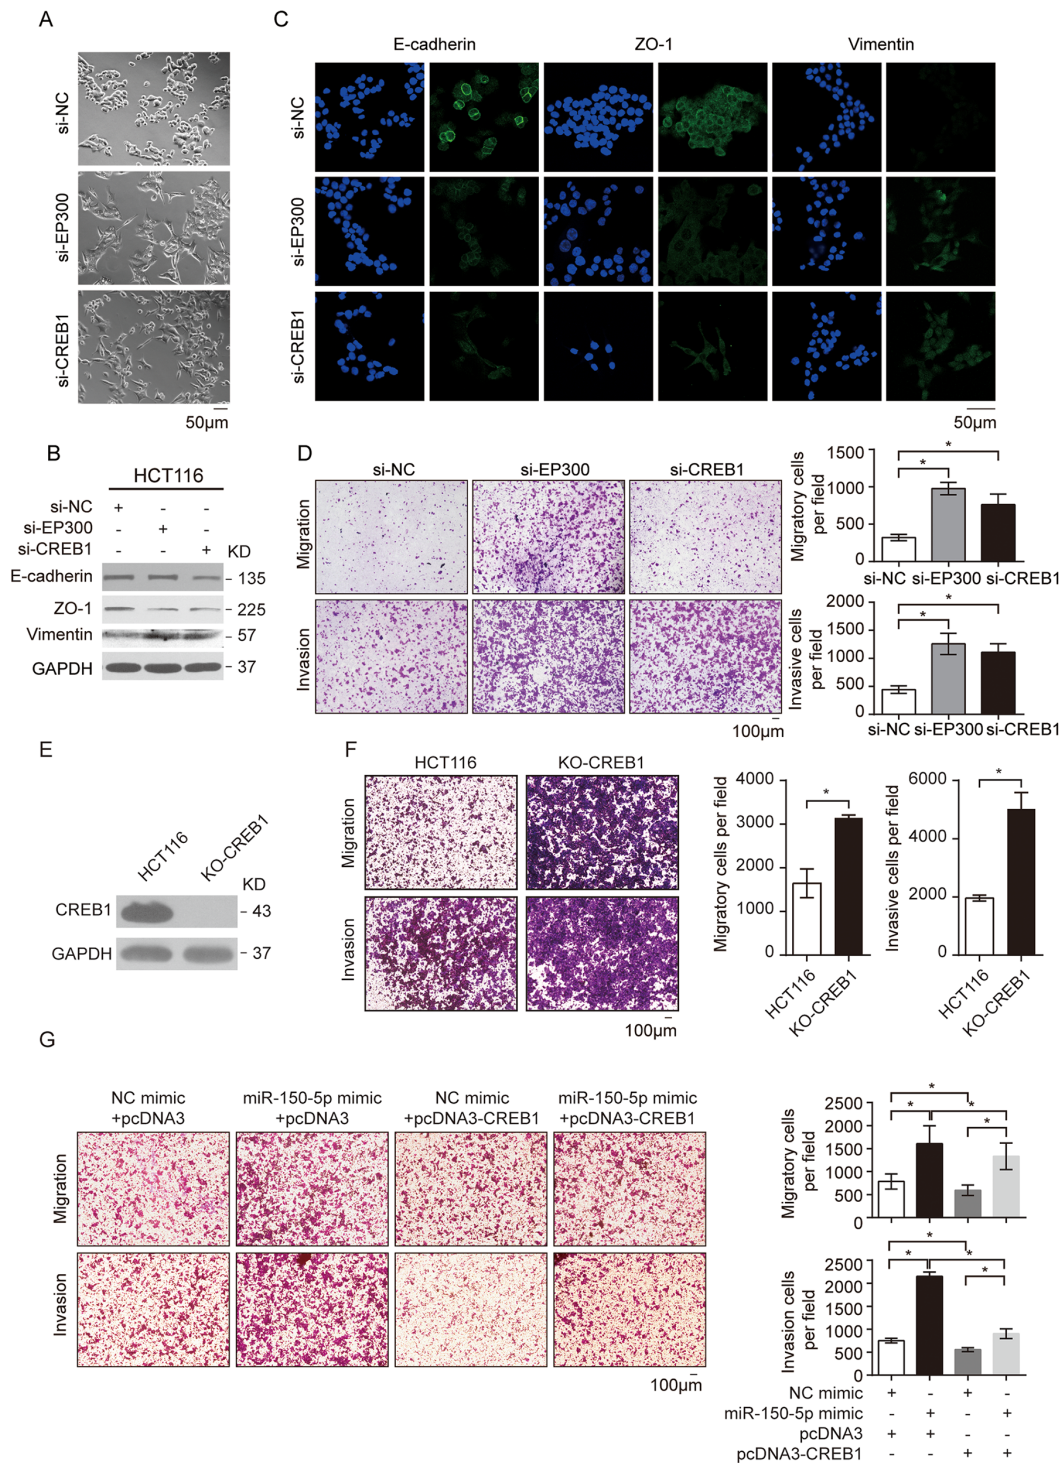 A
si-NC
si-EP300
si-CREB1
50μm
C
E-cadherin ZO-1 Vimentin
si-NC
si-EP300
si-CREB1
50μm
B
HCT116
si-NC + - -
si-EP300 - + -
si-CREB1 - - + KD
E-cadherin - 135
ZO-1 - 225
Vimentin - 57
GAPDH - 37
D
si-NC si-EP300 si-CREB1
Migration
Invasion
100μm
Migratory cells per field
1500
1000
500
0
* *
si-NC si-EP300 si-CREB1
Invasive cells per field
2000
1500
1000
500
0
* *
si-NC si-EP300 si-CREB1
E
HCT116 KO-CREB1
KD
CREB1 - 43
GAPDH - 37
F
HCT116 KO-CREB1
Migration
Invasion
100μm
Migratory cells per field
4000
3000
2000
1000
0
*
HCT116 KO-CREB1
Invasive cells per field
6000
4000
2000
0
*
HCT116 KO-CREB1
G
NC mimic +pcDNA3
miR-150-5p mimic +pcDNA3
NC mimic +pcDNA3-CREB1
miR-150-5p mimic +pcDNA3-CREB1
Migration
Invasion
100μm
Migratory cells per field
2500
2000
1500
1000
500
0
* * * *
Invasion cells per field
2500
2000
1500
1000
500
0
* * * *
NC mimic + - + -
miR-150-5p mimic - + - +
pcDNA3 + + - -
pcDNA3-CREB1 - - + +